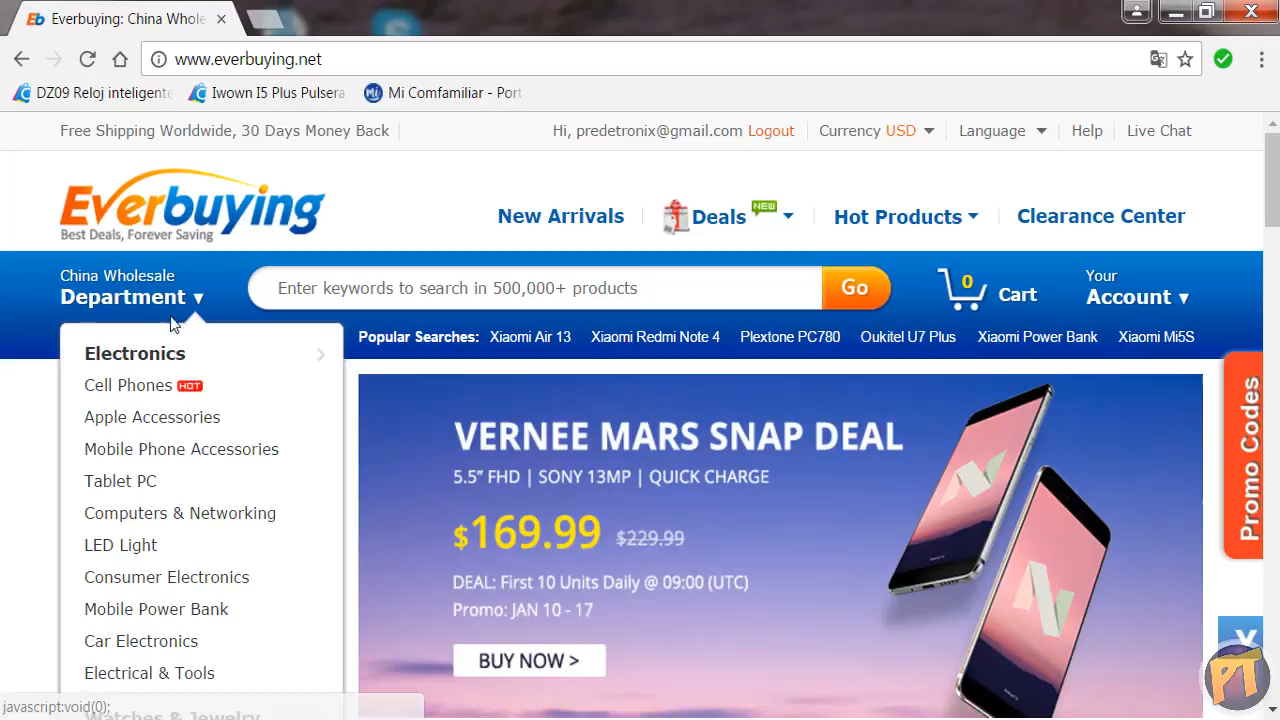 Everbuying: China Whole
www.everbuying.net
DZ09 Reloj inteligente
Iwown I5 Plus Pulsera
Mi Comfamiliar - Port
Free Shipping Worldwide, 30 Days Money Back
Hi, predetronix@gmail.com Logout
Currency USD
Language
Help
Live Chat
Everbuying
Best Deals, Forever Saving
New Arrivals
Deals NEW
Hot Products
Clearance Center
China Wholesale
Department
Enter keywords to search in 500,000+ products
Go
0 Cart
Your
Account
Popular Searches: Xiaomi Air 13 Xiaomi Redmi Note 4 Plextone PC780 Oukitel U7 Plus Xiaomi Power Bank Xiaomi Mi5S
Electronics
Cell Phones HOT
Apple Accessories
Mobile Phone Accessories
Tablet PC
Computers & Networking
LED Light
Consumer Electronics
Mobile Power Bank
Car Electronics
Electrical & Tools
Watches & Jewelry
VERNEE MARS SNAP DEAL
5.5” FHD | SONY 13MP | QUICK CHARGE
$169.99 $229.99
DEAL: First 10 Units Daily @ 09:00 (UTC)
Promo: JAN 10 - 17
BUY NOW >
Promo Codes
PT
javascript:void(0);